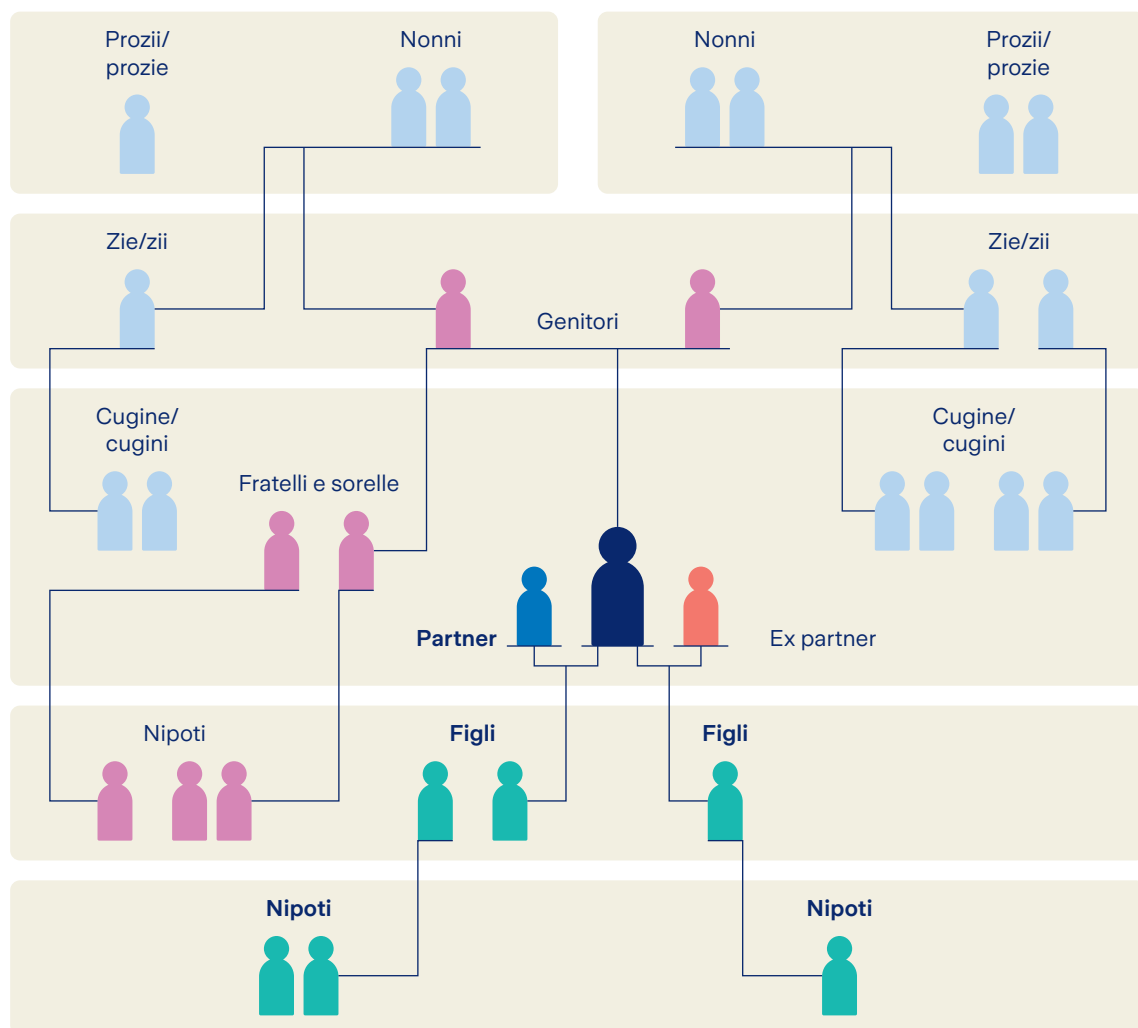 Prozii/
prozie
Nonni
Nonni
Prozii/
prozie
Zie/zii
Zie/zii
Genitori
Cugine/
cugini
Cugine/
cugini
Fratelli e sorelle
Partner
Ex partner
Nipoti
Figli
Figli
Nipoti
Nipoti